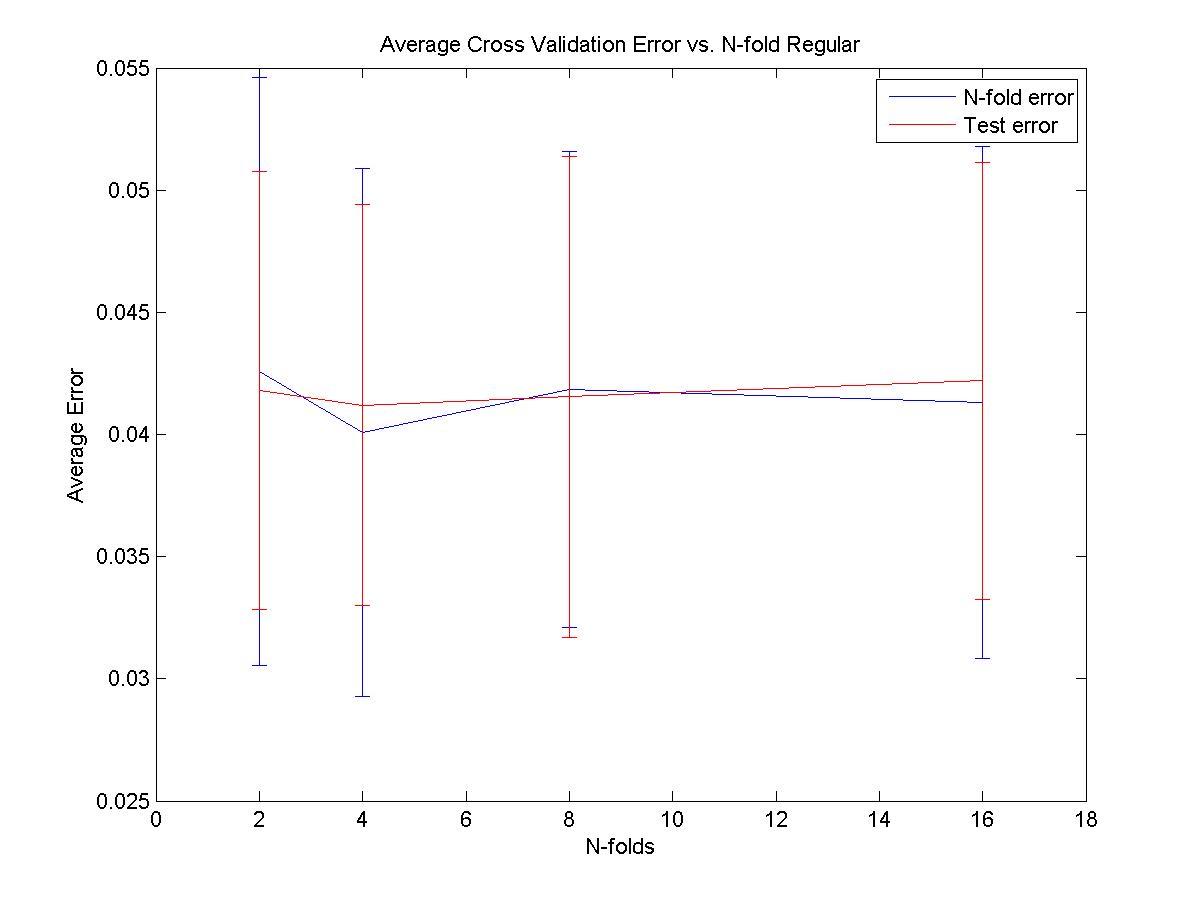 Average Cross Validation Error vs. N-fold Regular
0.055
N-fold error
Test error
0.05
0.045
Average Error
0.04
0.035
0.03
0.025
0 2 4 6 8 10 12 14 16 18
N-folds